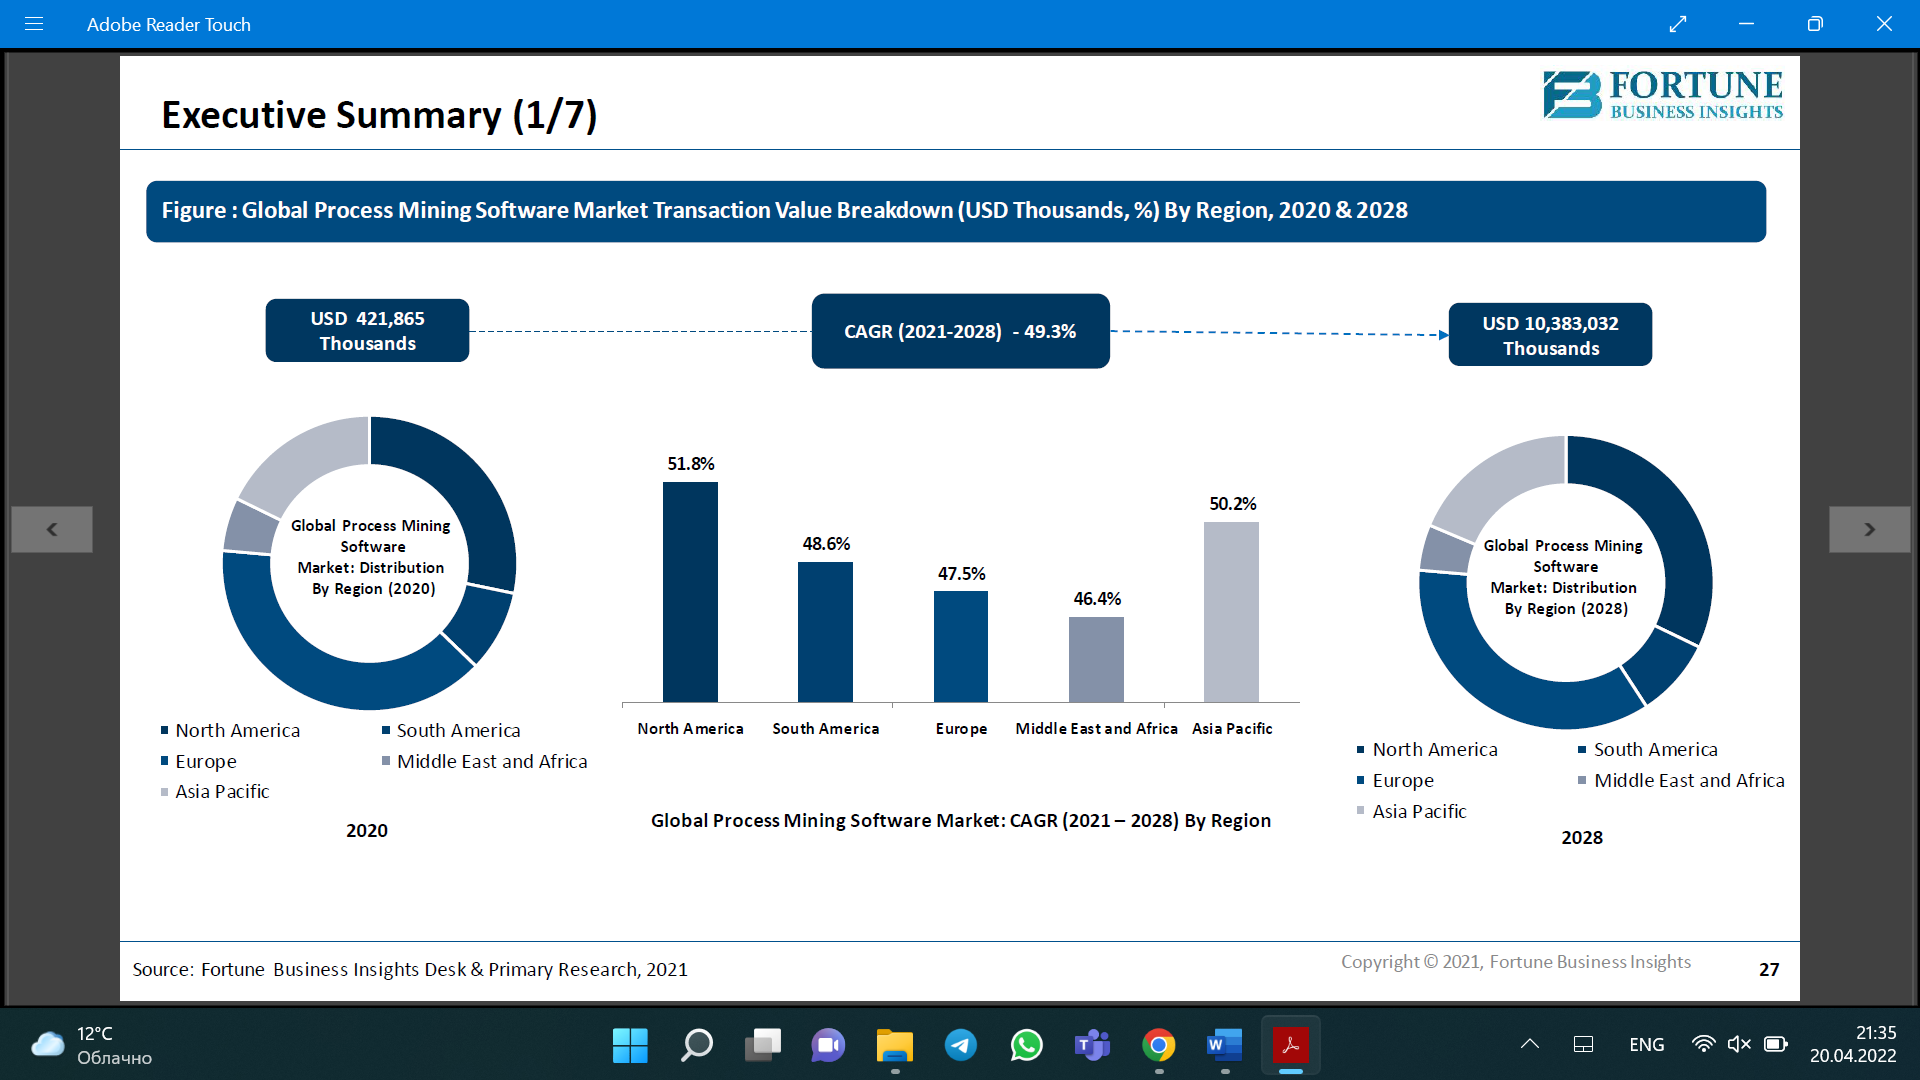 Adobe Reader Touch
Executive Summary (1/7)
FORTUNE
BUSINESS INSIGHTS
Figure : Global Process Mining Software Market Transaction Value Breakdown (USD Thousands, %) By Region, 2020 & 2028
USD 421,865
Thousands
CAGR (2021-2028) - 49.3%
USD 10,383,032
Thousands
Global Process Mining
Software
Market: Distribution
By Region (2020)
North America
South America
Europe
Middle East and Africa
Asia Pacific
2020
51.8%
48.6%
47.5%
46.4%
50.2%
North America
South America
Europe
Middle East and Africa
Asia Pacific
Global Process Mining Software Market: CAGR (2021 – 2028) By Region
Global Process Mining
Software
Market: Distribution
By Region (2028)
North America
South America
Europe
Middle East and Africa
Asia Pacific
2028
Source: Fortune Business Insights Desk & Primary Research, 2021
Copyright © 2021, Fortune Business Insights
27
12°C
Облачно
ENG
21:35
20.04.2022